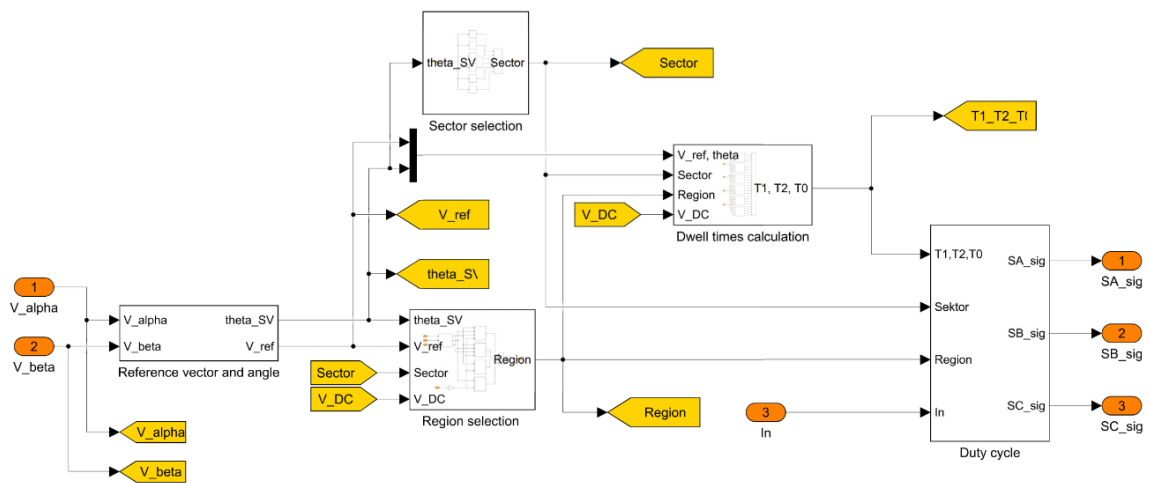 theta_SV
Sector
Sector selection
Sector
T1_T2_T(
V_ref, theta
Sector
Region
V_DC
T1, T2, T0
V_DC
Dwell times calculation
V_ref
theta_S\
1
V_alpha
2
V_beta
V_alpha
V_beta
theta_SV
V_ref
Reference vector and angle
V_alpha
V_beta
Sector
V_DC
theta_SV
V_ref
Sector
V_DC
Region
Region selection
Region
3
In
T1,T2,T0
Sektor
Region
In
SA_sig
SB_sig
SC_sig
Duty cycle
1
SA_sig
2
SB_sig
3
SC_sig